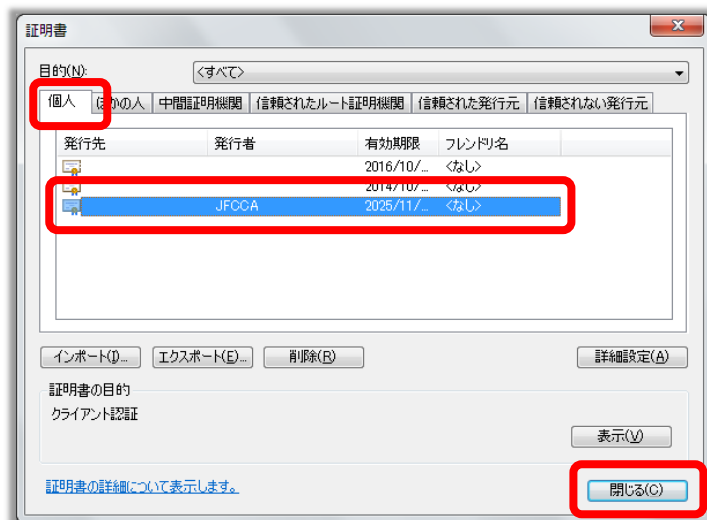 証明書
目的(N): <すべて>
個人 ほかの人 中間証明機関 信頼されたルート証明機関 信頼された発行元 信頼されない発行元
発行先 発行者 有効期限 フレンドリ名
2016/10/... <なし>
2014/10/... <なし>
JFCCA 2025/11/... <なし>
インポート(I)... エクスポート(E)... 削除(R) 詳細設定(A)
証明書の目的
クライアント認証
表示(V)
証明書の詳細について表示します。
閉じる(C)